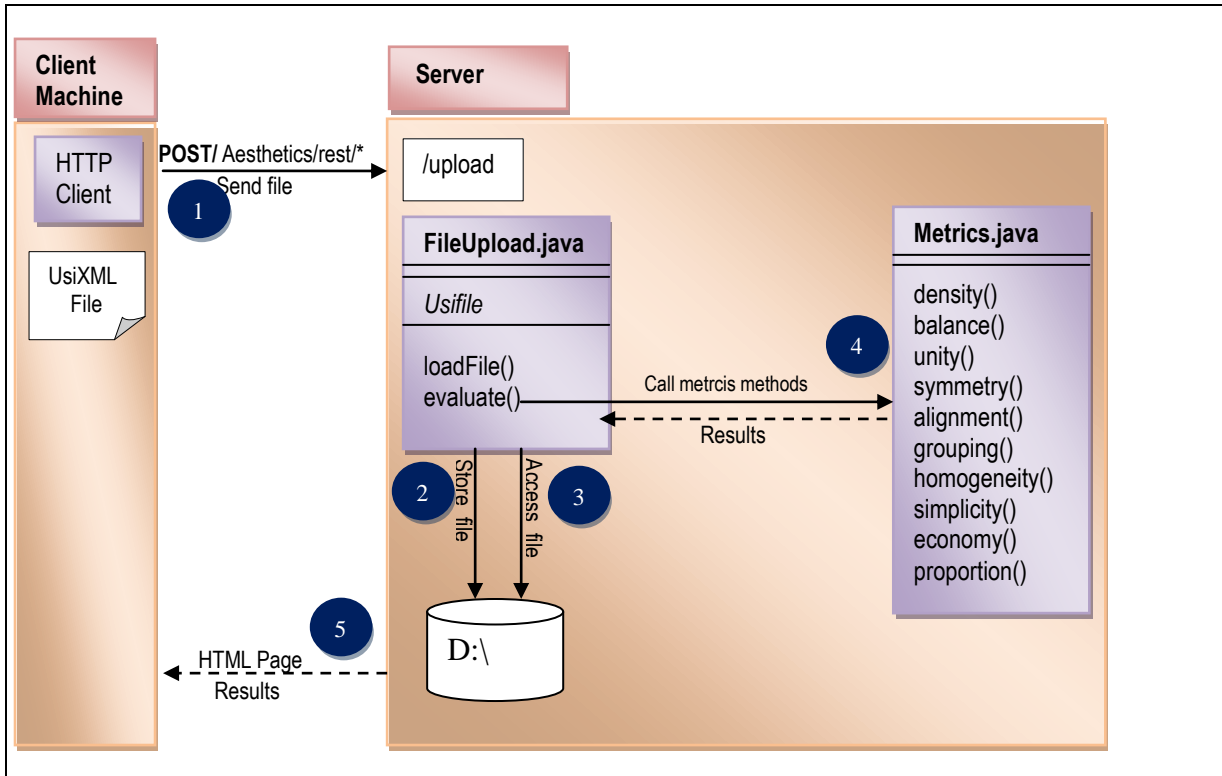 Client
Machine
Server
HTTP
Client
POST/ Aesthetics/rest/*
Send file
1
/upload
UsiXML
File
FileUpload.java
Usifile
loadFile()
evaluate()
Call metrcis methods
Results
4
Metrics.java
density()
balance()
unity()
symmetry()
alignment()
grouping()
homogeneity()
simplicity()
economy()
proportion()
2
Store file
Access file
3
D:\
5
HTML Page
Results